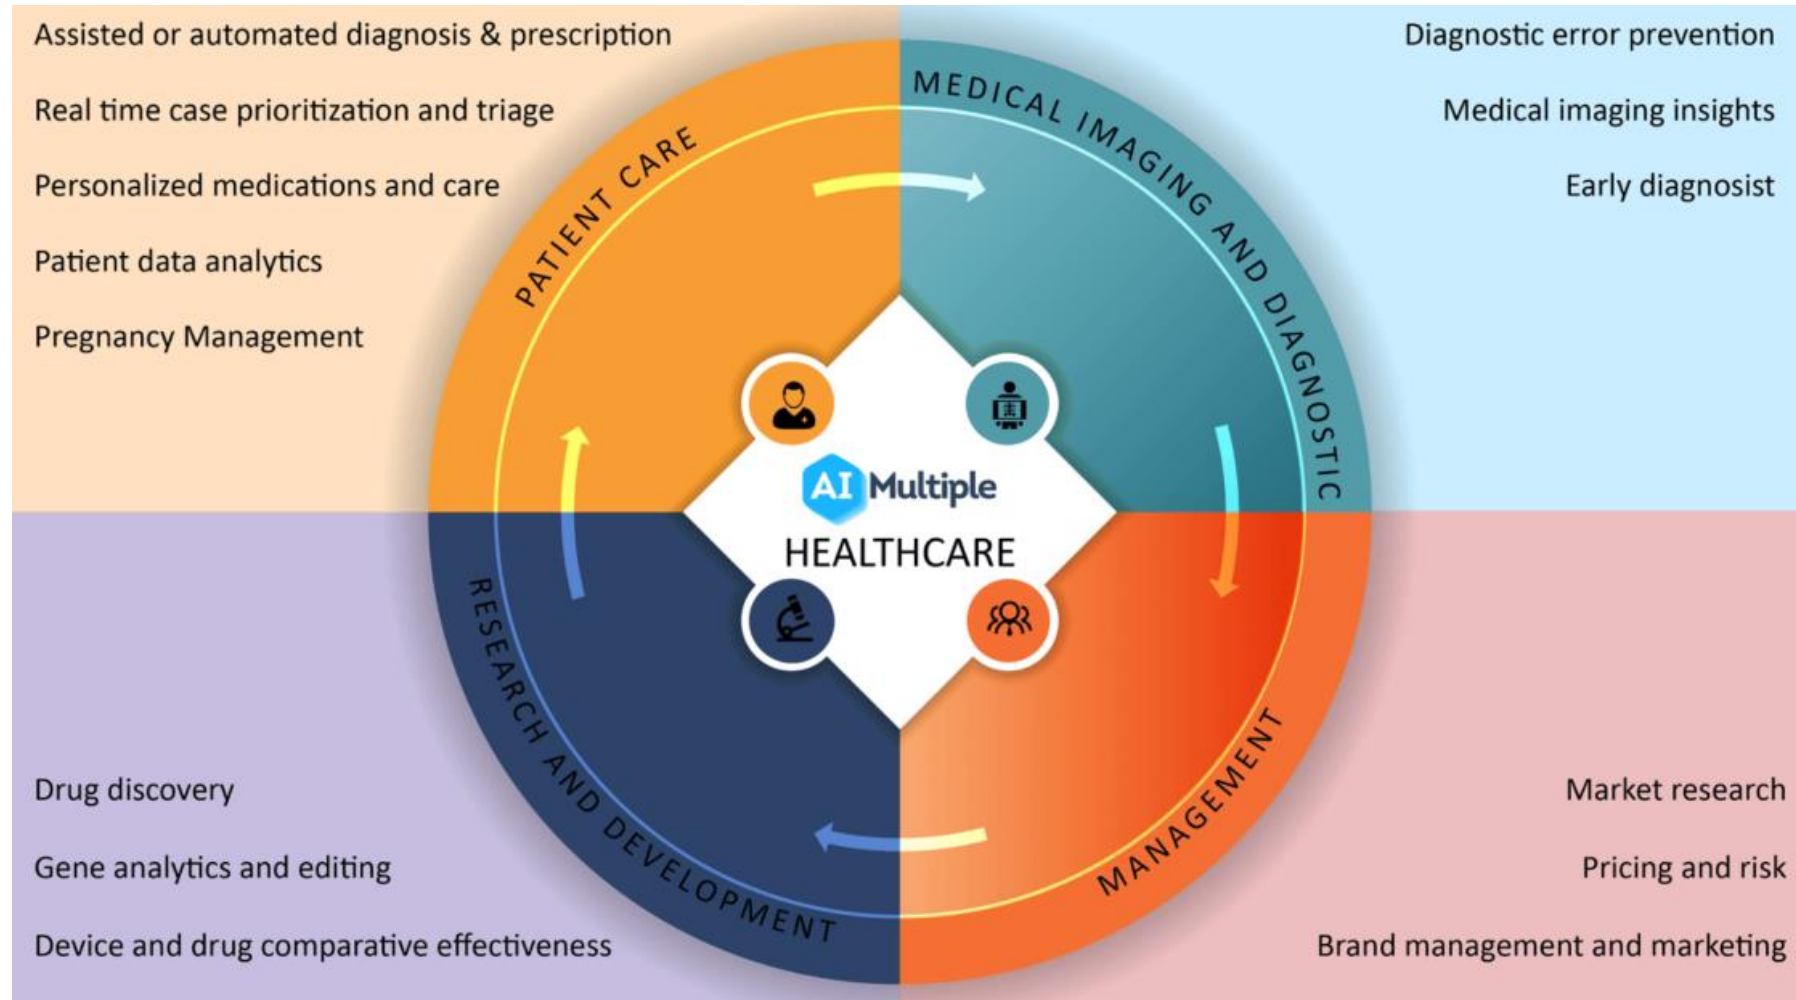 Assisted or automated diagnosis & prescription
Real time case prioritization and triage
Personalized medications and care
Patient data analytics
Pregnancy Management
PATIENT CARE
MEDICAL IMAGING AND DIAGNOSTIC
Diagnostic error prevention
Medical imaging insights
Early diagnosist
AI Multiple
HEALTHCARE
RESEARCH AND DEVELOPMENT
Drug discovery
Gene analytics and editing
Device and drug comparative effectiveness
MANAGEMENT
Market research
Pricing and risk
Brand management and marketing